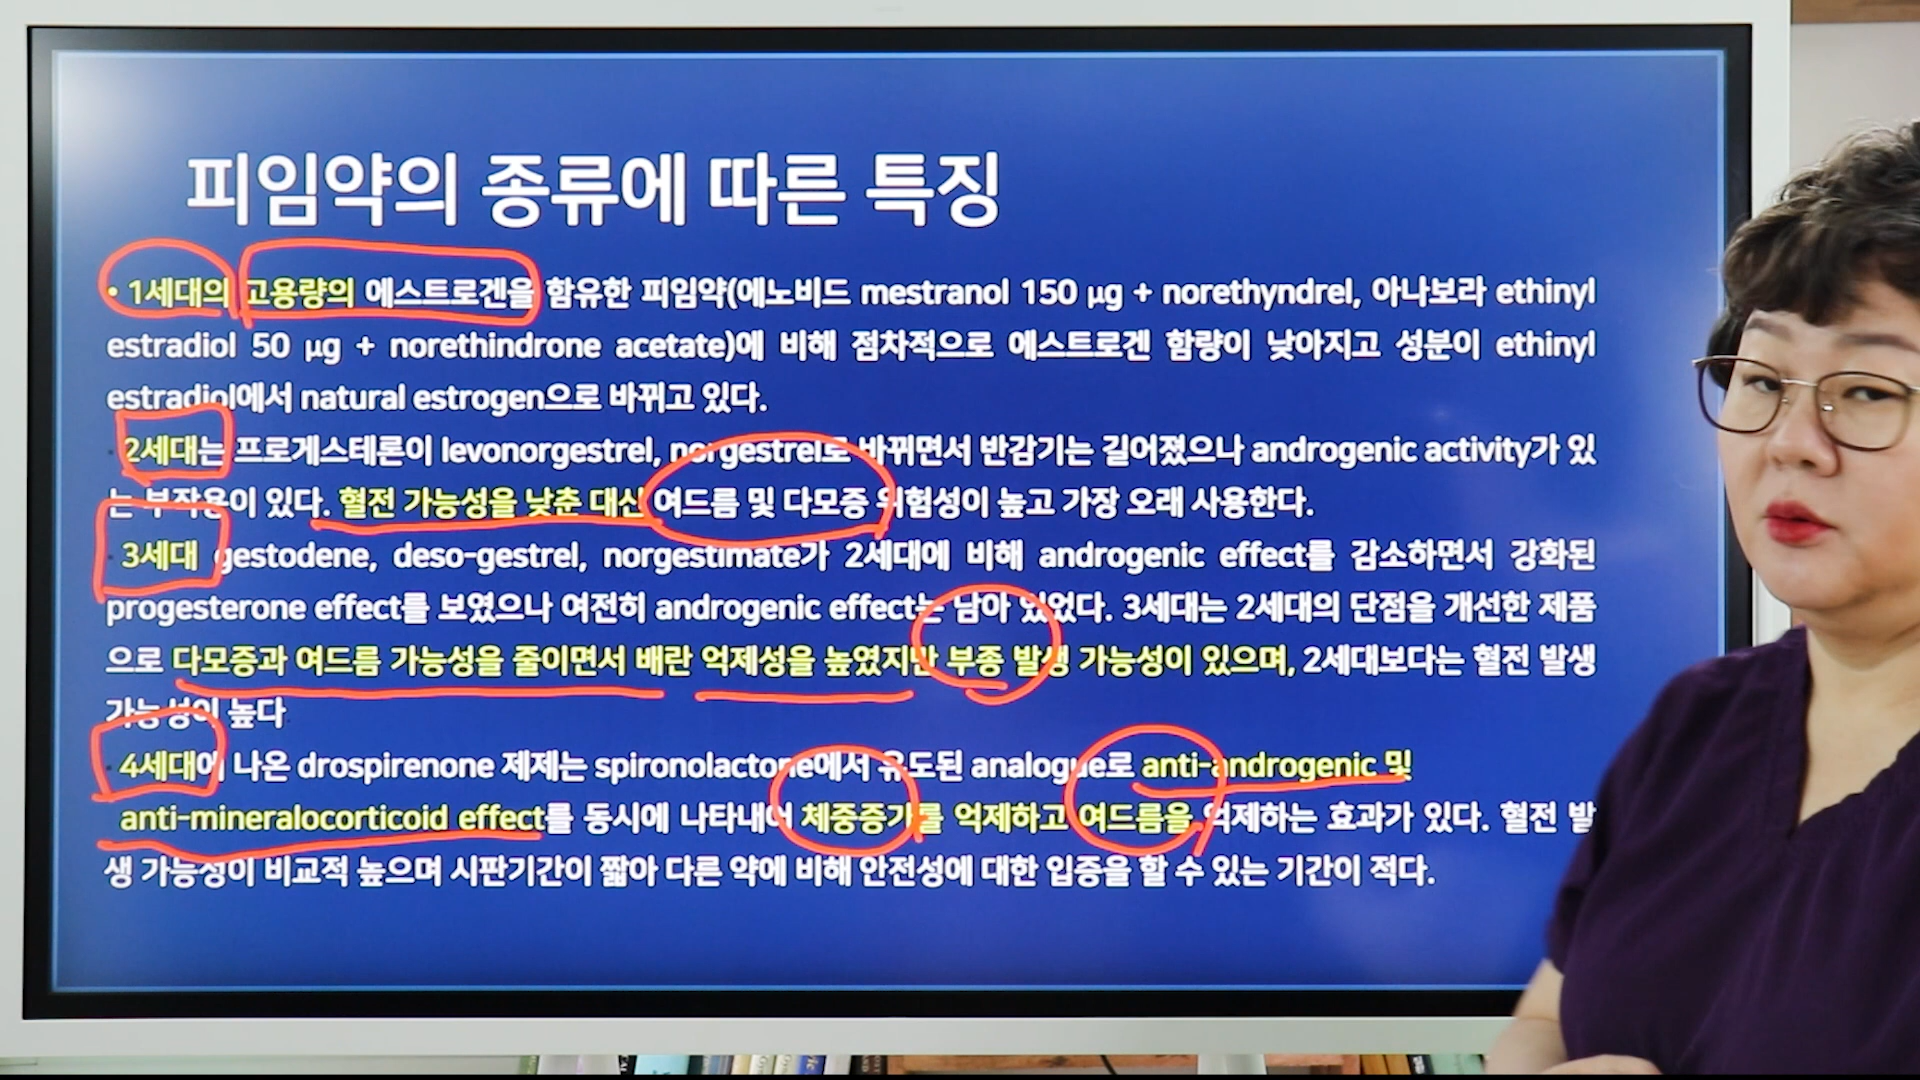 피임약의 종류에 따른 특징
• 1세대의 고용량의 에스트로겐을 함유한 피임약(에노비드 mestranol 150 μg + norethyndrel, 아나보라 ethinyl
estradiol 50 μg + norethindrone acetate)에 비해 점차적으로 에스트로겐 함량이 낮아지고 성분이 ethinyl
estradiol에서 natural estrogen으로 바뀌고 있다.
· 2세대는 프로게스테론이 levonorgestrel, norgestrel로 바뀌면서 반감기는 길어졌으나 androgenic activity가 있
는 부작용이 있다. 혈전 가능성을 낮춘 대신 여드름 및 다모증 위험성이 높고 가장 오래 사용한다.
· 3세대 gestodene, deso-gestrel, norgestimate가 2세대에 비해 androgenic effect를 감소하면서 강화된
progesterone effect를 보였으나 여전히 androgenic effect는 남아 있었다. 3세대는 2세대의 단점을 개선한 제품
으로 다모증과 여드름 가능성을 줄이면서 배란 억제성을 높였지만 부종 발생 가능성이 있으며, 2세대보다는 혈전 발생
가능성이 높다
· 4세대에 나온 drospirenone 제제는 spironolactone에서 유도된 analogue로 anti-androgenic 및
anti-mineralocorticoid effect를 동시에 나타내어 체중증가를 억제하고 여드름을 억제하는 효과가 있다. 혈전 발
생 가능성이 비교적 높으며 시판기간이 짧아 다른 약에 비해 안전성에 대한 입증을 할 수 있는 기간이 적다.